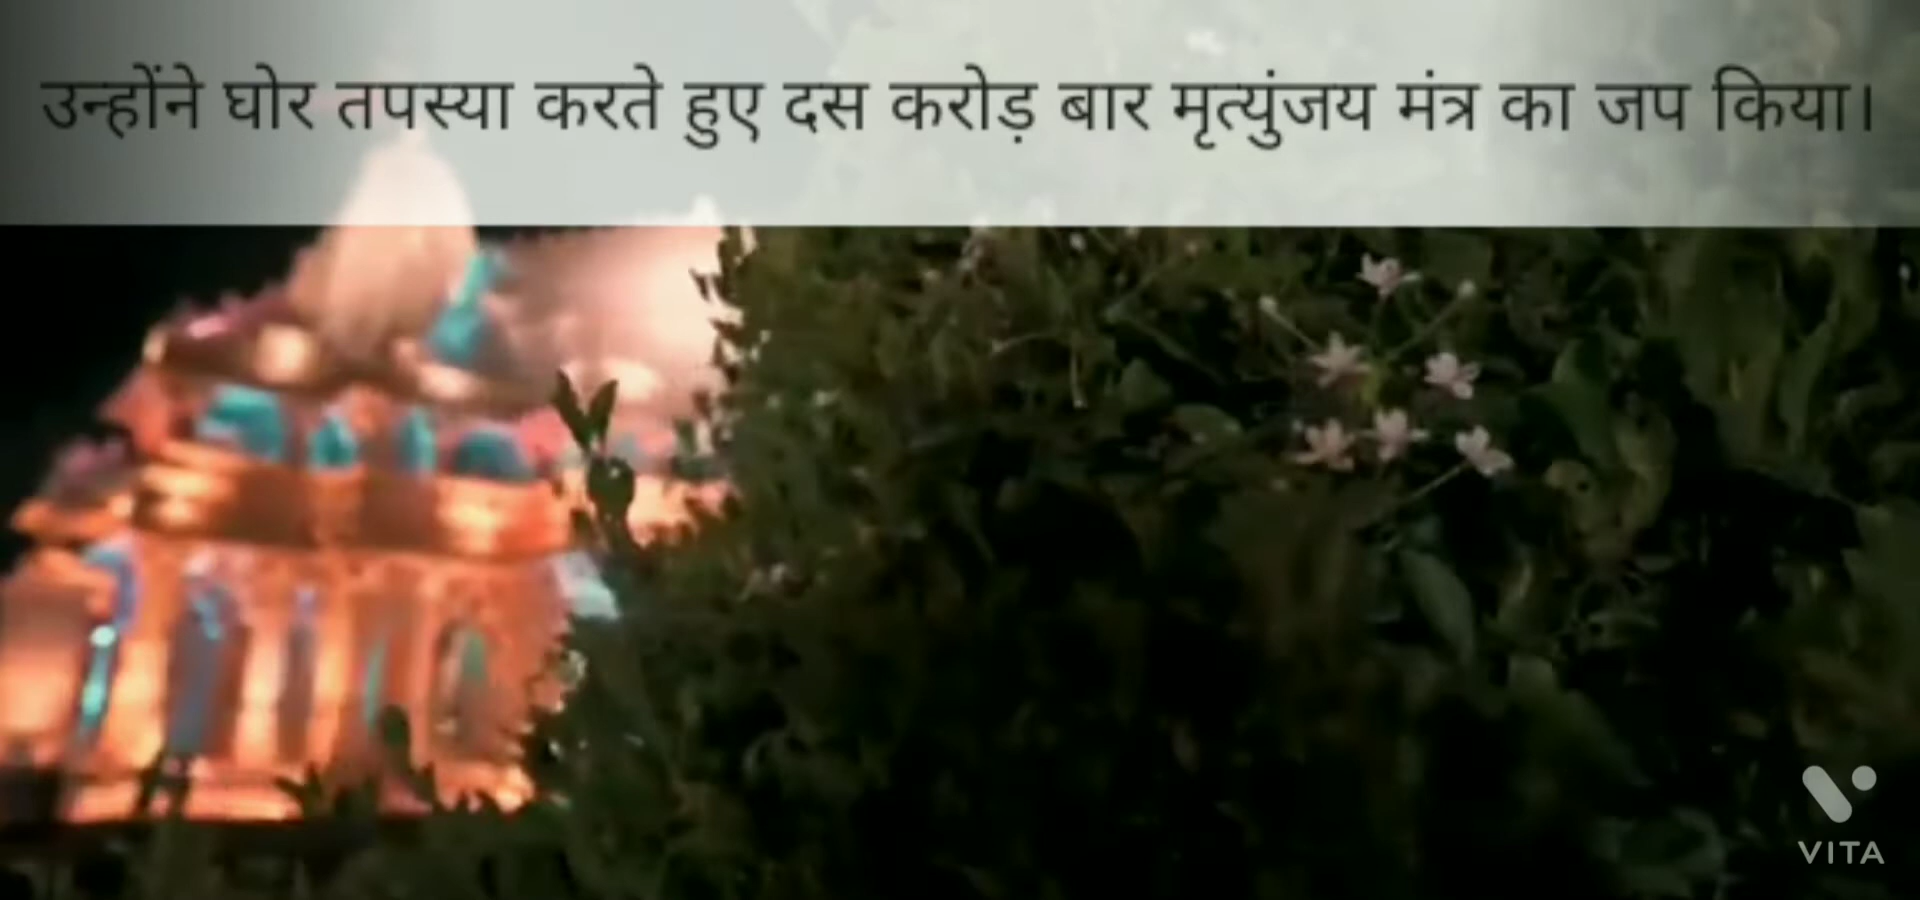 उन्होंने घोर तपस्या करते हुए दस करोड़ बार मृत्युंजय मंत्र का जप किया।
VITA